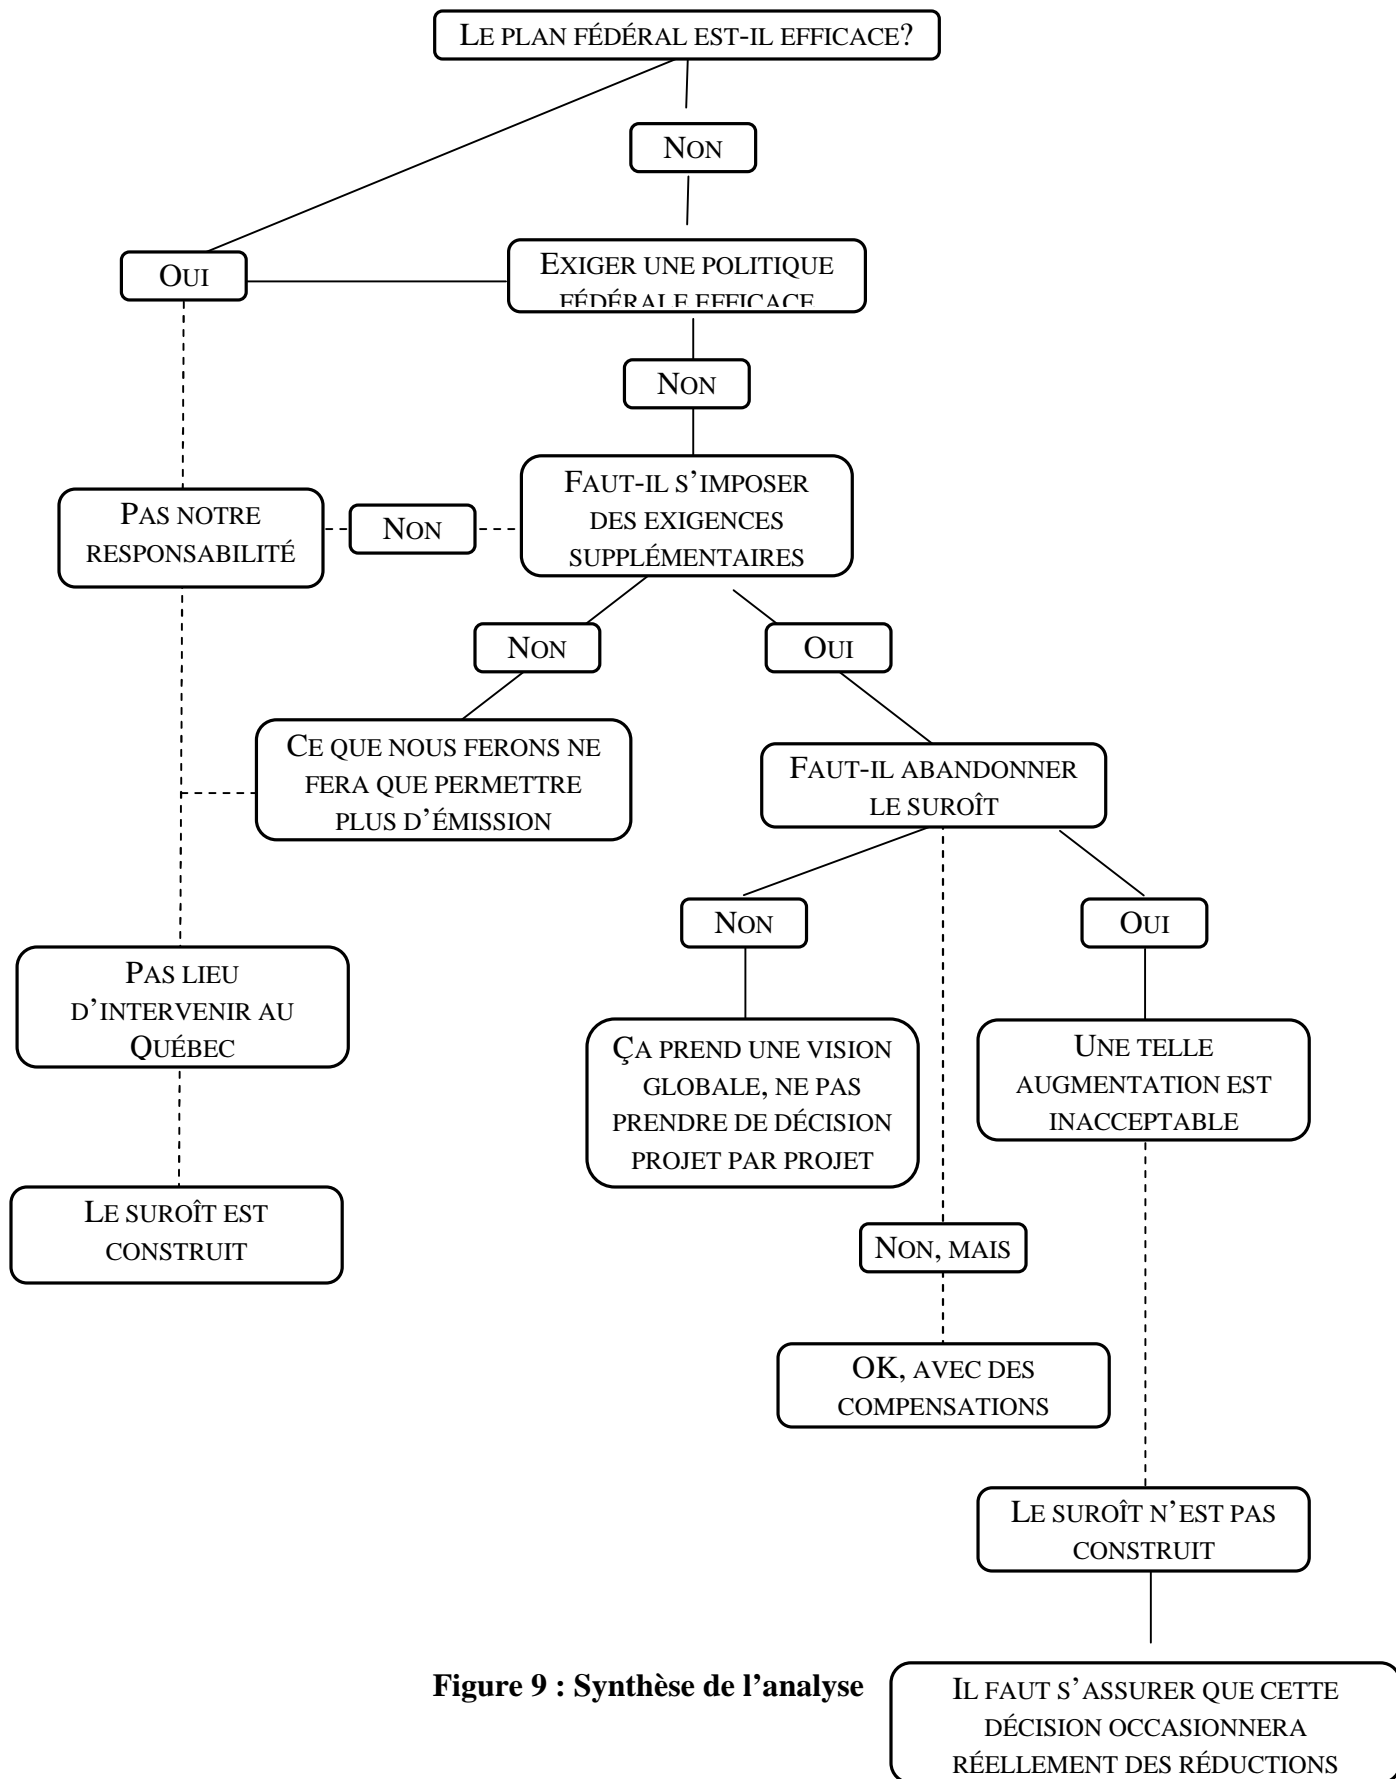 LE PLAN FÉDÉRAL EST-IL EFFICACE?
NON
OUI
EXIGER UNE POLITIQUE
FÉDÉRALE EFFICACE
NON
FAUT-IL S’IMPOSER
DES EXIGENCES
SUPPLÉMENTAIRES
PAS NOTRE
RESPONSABILITÉ
NON
NON
OUI
CE QUE NOUS FERONS NE
FERA QUE PERMETTRE
PLUS D’ÉMISSION
FAUT-IL ABANDONNER
LE SUROÎT
NON
OUI
PAS LIEU
D’INTERVENIR AU
QUÉBEC
ÇA PREND UNE VISION
GLOBALE, NE PAS
PRENDRE DE DÉCISION
PROJET PAR PROJET
UNE TELLE
AUGMENTATION EST
INACCEPTABLE
LE SUROÎT EST
CONSTRUIT
NON, MAIS
OK, AVEC DES
COMPENSATIONS
LE SUROÎT N’EST PAS
CONSTRUIT
Figure 9 : Synthèse de l’analyse
IL FAUT S’ASSURER QUE CETTE
DÉCISION OCCASIONNERA
RÉELLEMENT DES RÉDUCTIONS